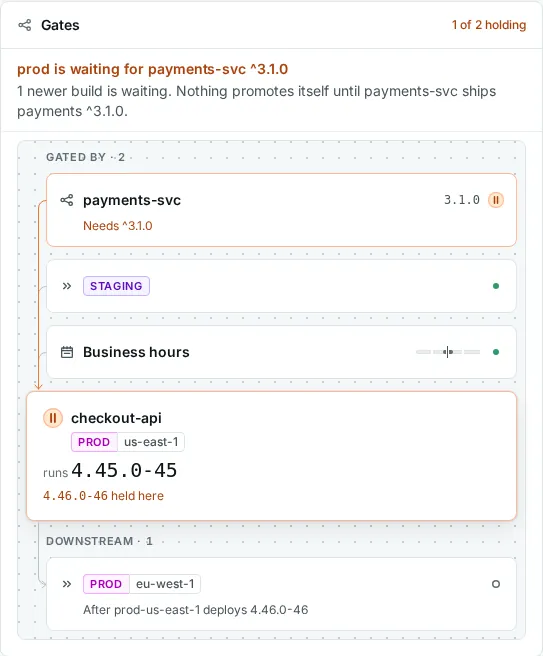 Gates
1 of 2 holding
prod is waiting for payments-svc ^3.1.0
1 newer build is waiting. Nothing promotes itself until payments-svc ships
payments ^3.1.0.
GATED BY · 2
payments-svc
3.1.0
Needs ^3.1.0
STAGING
Business hours
checkout-api
PROD us-east-1
runs 4.45.0-45
4.46.0-46 held here
DOWNSTREAM · 1
PROD eu-west-1
After prod-us-east-1 deploys 4.46.0-46